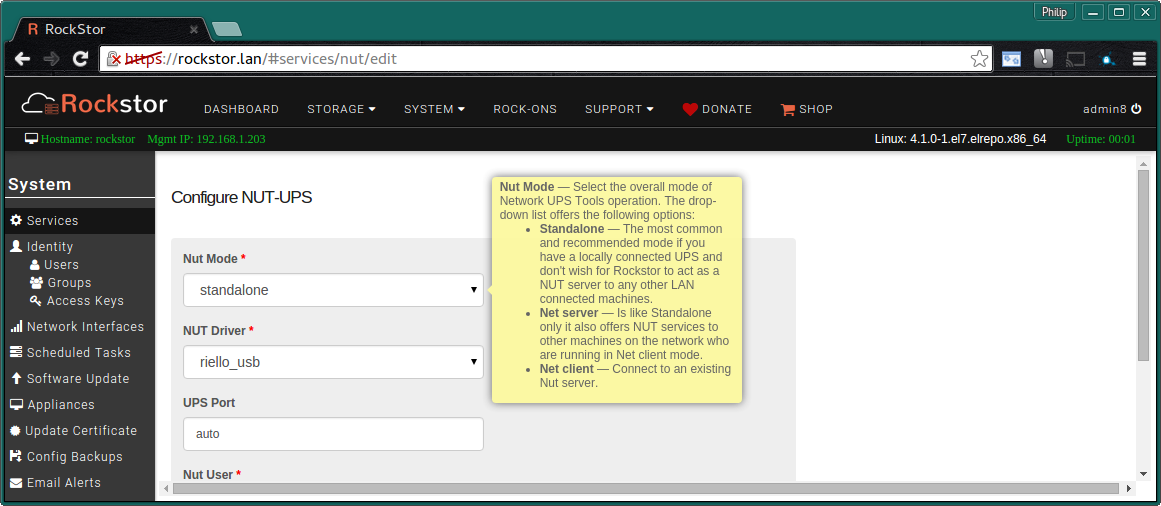 Philip
RockStor
https://rockstor.lan/#services/nut/edit
Rockstor DASHBOARD STORAGE SYSTEM ROCK-ONS SUPPORT DONATE SHOP admin8
Hostname: rockstor Mgmt IP: 192.168.1.203 Linux: 4.1.0-1.el7.elrepo.x86_64 Uptime: 00:01
System
Services
Identity
Users
Groups
Access Keys
Network Interfaces
Scheduled Tasks
Software Update
Appliances
Update Certificate
Config Backups
Email Alerts
Configure NUT-UPS
Nut Mode *
standalone
NUT Driver *
riello_usb
UPS Port
auto
Nut User *
Nut Mode — Select the overall mode of
Network UPS Tools operation. The drop-
down list offers the following options:
• Standalone — The most common
and recommended mode if you
have a locally connected UPS and
don't wish for Rockstor to act as a
NUT server to any other LAN
connected machines.
• Net server — Is like Standalone
only it also offers NUT services to
other machines on the network who
are running in Net client mode.
• Net client — Connect to an existing
Nut server.